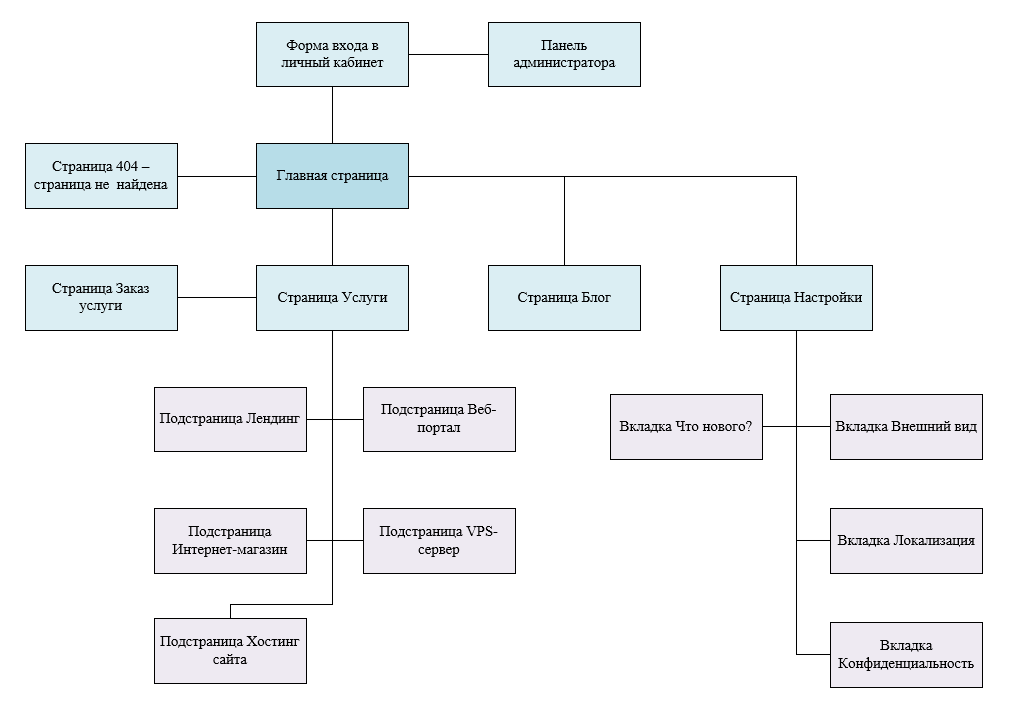 Форма входа в
личный кабинет
Панель
администратора
Страница 404 –
страница не  найдена
Главная страница
Страница Заказ
услуги
Страница Услуги
Страница Блог
Страница Настройки
Подстраница Лендинг
Подстраница Веб-
портал
Вкладка Что нового?
Вкладка Внешний вид
Подстраница
Интернет-магазин
Подстраница VPS-
сервер
Вкладка Локализация
Подстраница Хостинг
сайта
Вкладка
Конфиденциальность